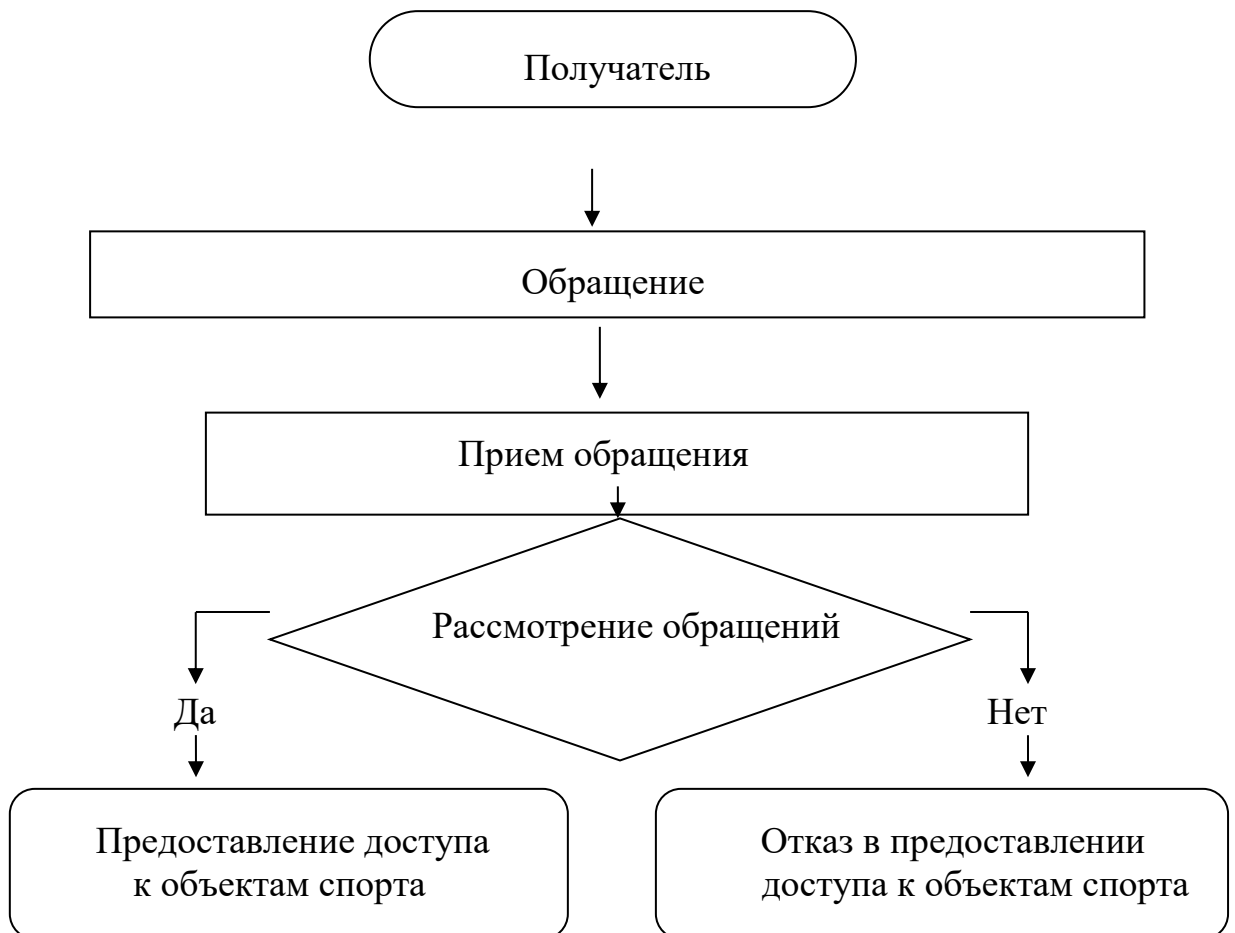 Получатель
Обращение
Прием обращения
Рассмотрение обращений
Да
Нет
Предоставление доступа
к объектам спорта
Отказ в предоставлении
доступа к объектам спорта